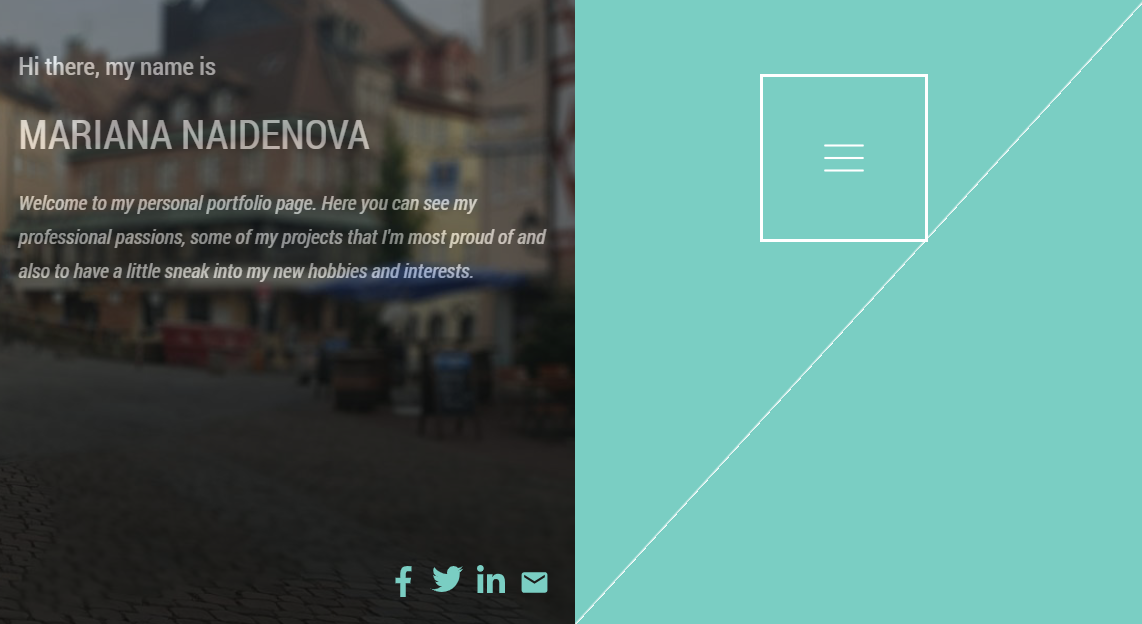 Hi there, my name is
MARIANA NAIDENOVA
Welcome to my personal portfolio page. Here you can see my
professional passions, some of my projects that I'm most proud of and
also to have a little sneak into my new hobbies and interests.